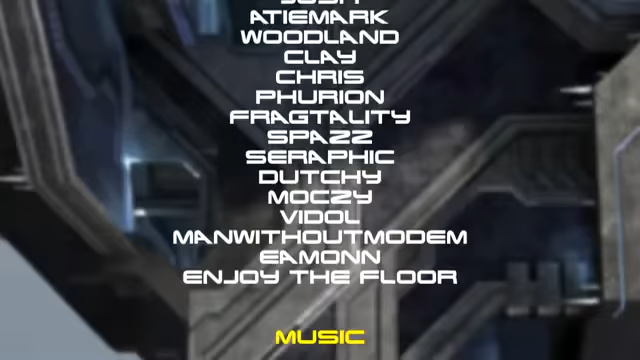 ATIEMARK
WOODLAND
CLAY
CHRIS
PHURION
FRAGTALITY
SPAZZ
SERAPHIC
DUTCHY
MOCZY
VIDOL
MANWITHOUTMODEM
EAMONN
ENJOY THE FLOOR
MUSIC